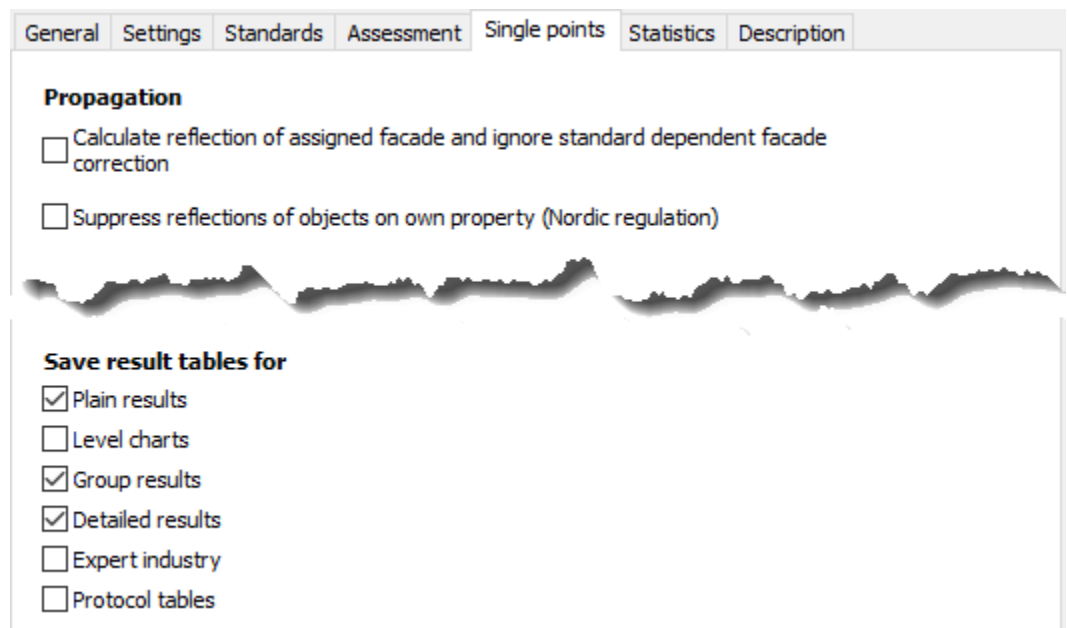 General Settings Standards Assessment Single points Statistics Description
Propagation
Calculate reflection of assigned facade and ignore standard dependent facade
correction
Suppress reflections of objects on own property (Nordic regulation)
Save result tables for
Plain results
Level charts
Group results
Detailed results
Expert industry
Protocol tables